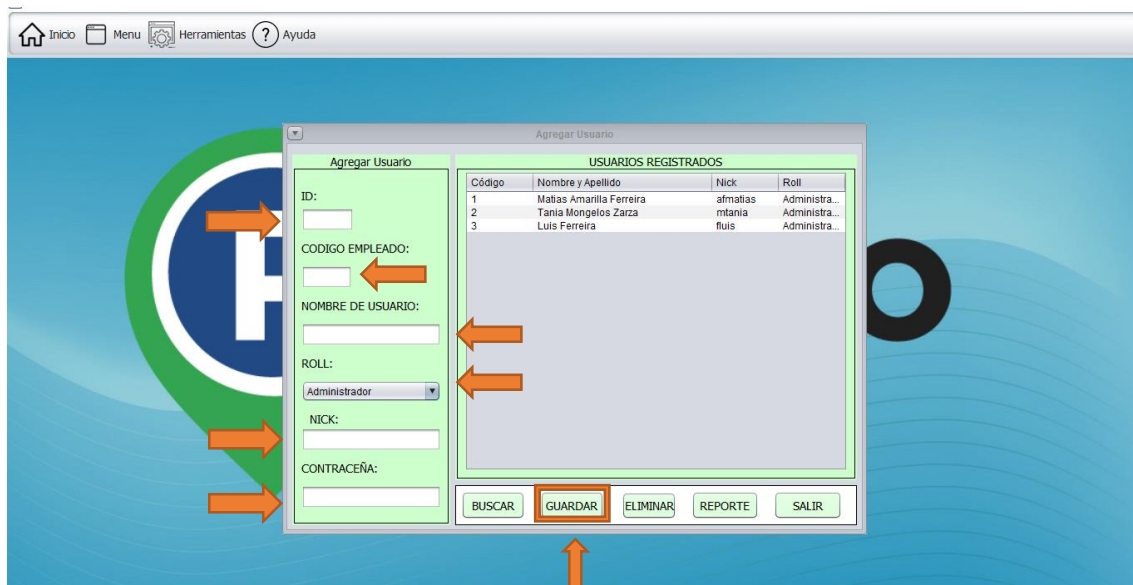 Inicio Menu Herramientas ? Ayuda
Agregar Usuario
Agregar Usuario
ID:
CODIGO EMPLEADO:
NOMBRE DE USUARIO:
ROLL:
Administrador
NICK:
CONTRACEÑA:
USUARIOS REGISTRADOS
Código Nombre y Apellido Nick Roll
1 Matias Amarilla Ferreira afmatias Administra...
2 Tania Mongelos Zarza mtania Administra...
3 Luis Ferreira fluis Administra...
BUSCAR GUARDAR ELIMINAR REPORTE SALIR